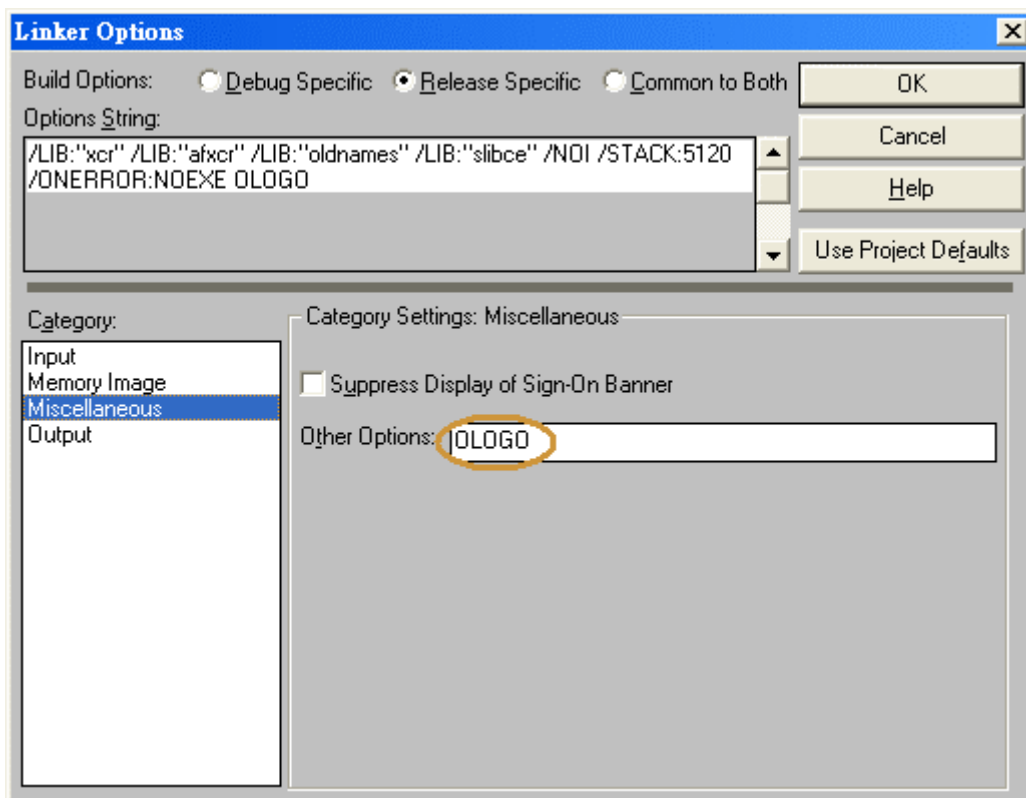 Linker Options
Build Options: Debug Specific Release Specific Common to Both OK
Options String:
/LIB:"xcr" /LIB:"afxcr" /LIB:"oldnames" /LIB:"slibce" /NOI /STACK:5120
/ONERROR:NOEXE OLOGO
Cancel
Help
Use Project Defaults
Category:
Input
Memory Image
Miscellaneous
Output
Category Settings: Miscellaneous
Suppress Display of Sign-On Banner
Other Options: OLOGO